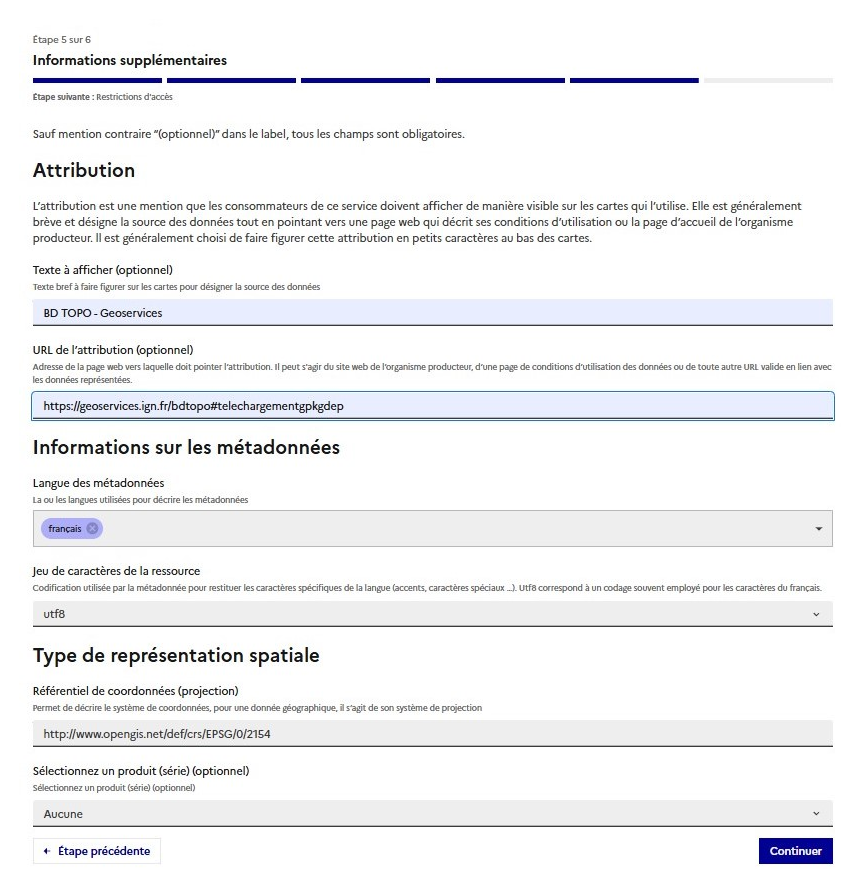 Étape 5 sur 6
Informations supplémentaires
Étape suivante : Restrictions d'accès
Sauf mention contraire "(optionnel)" dans le label, tous les champs sont obligatoires.
Attribution
L'attribution est une mention que les consommateurs de ce service doivent afficher de manière visible sur les cartes qui l'utilise. Elle est généralement
brève et désigne la source des données tout en pointant vers une page web qui décrit ses conditions d'utilisation ou la page d'accueil de l'organisme
producteur. Il est généralement choisi de faire figurer cette attribution en petits caractères au bas des cartes.
Texte à afficher (optionnel)
Texte bref à faire figurer sur les cartes pour désigner la source des données
BD TOPO - Geoservices
URL de l'attribution (optionnel)
Adresse de la page web vers laquelle doit pointer l'attribution. Il peut s'agir du site web de l'organisme producteur, d'une page de conditions d'utilisation des données ou de toute autre URL valide en lien avec
les données représentées.
https://geoservices.ign.fr/bdtopo#telechargementgpkgdep
Informations sur les métadonnées
Langue des métadonnées
La ou les langues utilisées pour décrire les métadonnées
français
Jeu de caractères de la ressource
Codification utilisée par la métadonnée pour restituer les caractères spécifiques de la langue (accents, caractères spéciaux ...). Utf8 correspond à un codage souvent employé pour les caractères du français.
utf8
Type de représentation spatiale
Référentiel de coordonnées (projection)
Permet de décrire le système de coordonnées, pour une donnée géographique, il s'agit de son système de projection
http://www.opengis.net/def/crs/EPSG/0/2154
Sélectionnez un produit (série) (optionnel)
Sélectionnez un produit (série) (optionnel)
Aucune
Étape précédente
Continuer